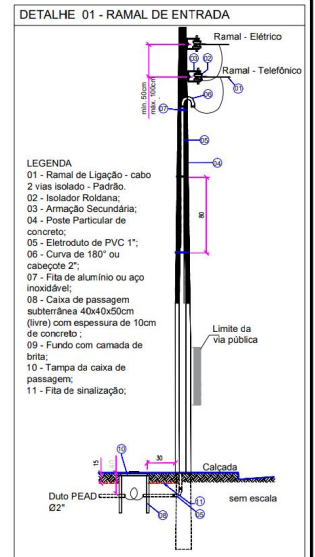 DETALHE 01 - RAMAL DE ENTRADA
Ramal - Elétrico
03
02
Ramal - Telefônico
mín. 50cm
máx. 100cm
06
01
07
05
LEGENDA
04
01 - Ramal de Ligação - cabo
2 vias isolado - Padrão.
02 - Isolador Roldana;
03 - Armação Secundária;
04 - Poste Particular de
concreto;
05 - Eletroduto de PVC 1";
06 - Curva de 180° ou
cabeçote 2";
07 - Fita de alumínio ou aço
inoxidável;
08 - Caixa de passagem
subterrânea 40x40x50cm
(livre) com espessura de 10cm
de concreto ;
09 - Fundo com camada de
brita;
10 - Tampa da caixa de
passagem;
11 - Fita de sinalização;
80
Limite da
via pública
10
15
30
Calçada
Duto PEAD
Ø2"
11
sem escala
08
05